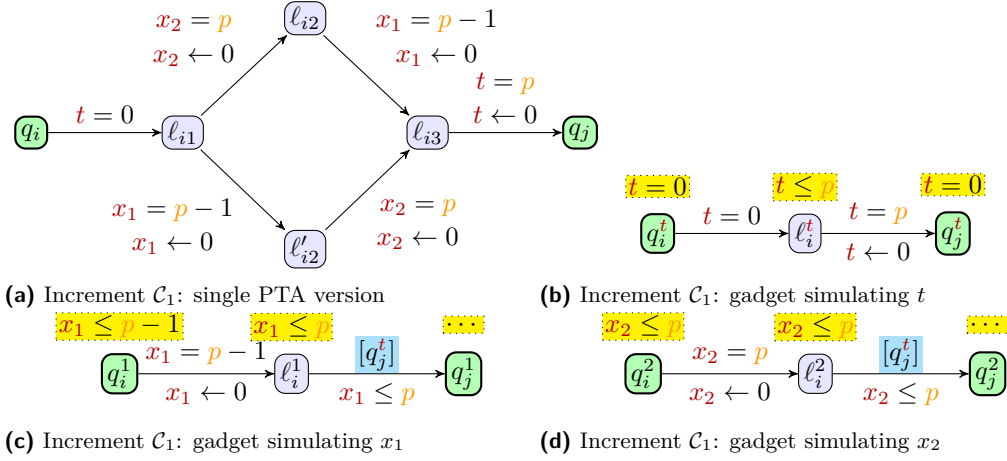 x₂ = p
x₂ ← 0
ℓᵢ₂
x₁ = p − 1
x₁ ← 0
qᵢ
t = 0
ℓᵢ₁
ℓᵢ₃
t = p
t ← 0
qⱼ
x₁ = p − 1
x₁ ← 0
ℓ′ᵢ₂
x₂ = p
x₂ ← 0
(a) Increment C₁: single PTA version
t = 0
t ≤ p
t = 0
qᵢᵗ
t = 0
ℓᵢᵗ
t = p
t ← 0
qⱼᵗ
(b) Increment C₁: gadget simulating t
x₁ ≤ p − 1
x₁ ≤ p
···
qᵢ¹
x₁ = p − 1
x₁ ← 0
ℓᵢ¹
[qⱼᵗ]
x₁ ≤ p
qⱼ¹
(c) Increment C₁: gadget simulating x₁
x₂ ≤ p
x₂ ≤ p
···
qᵢ²
x₂ = p
x₂ ← 0
ℓᵢ²
[qⱼᵗ]
x₂ ≤ p
qⱼ²
(d) Increment C₁: gadget simulating x₂